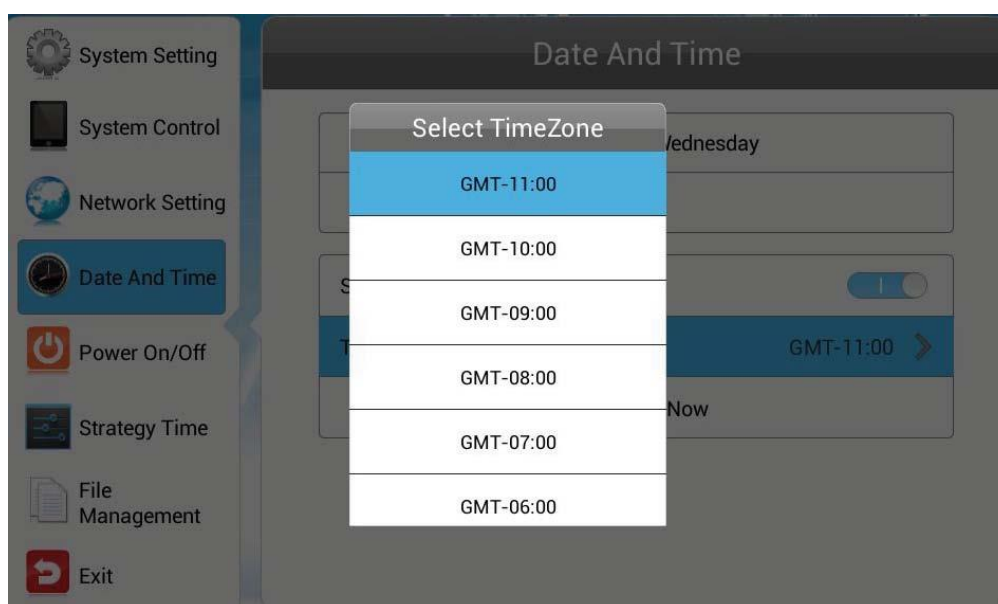 System Setting
System Control
Network Setting
Date And Time
Power On/Off
Strategy Time
File
Management
Exit
Date And Time
Select TimeZone
GMT-11:00
GMT-10:00
GMT-09:00
GMT-08:00
GMT-07:00
GMT-06:00
GMT-11:00
Now